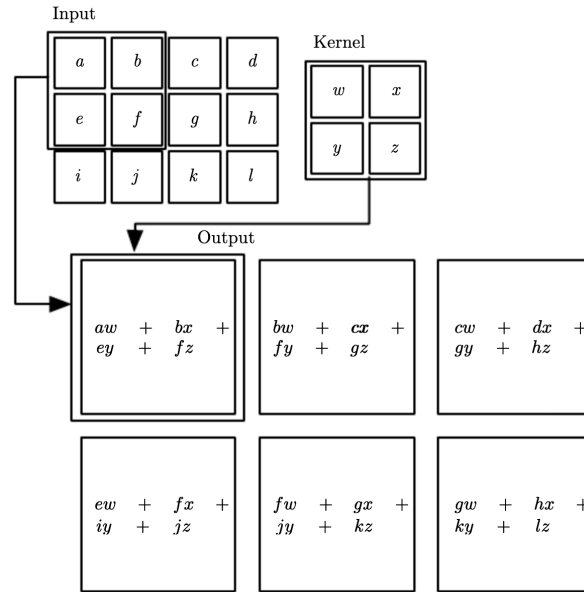 Input
Kernel
a b c d
w x
e f g h
y z
i j k l
Output
aw + bx +
ey + fz
bw + cx +
fy + gz
cw + dx +
gy + hz
ew + fx +
iy + jz
fw + gx +
jy + kz
gw + hx +
ky + lz